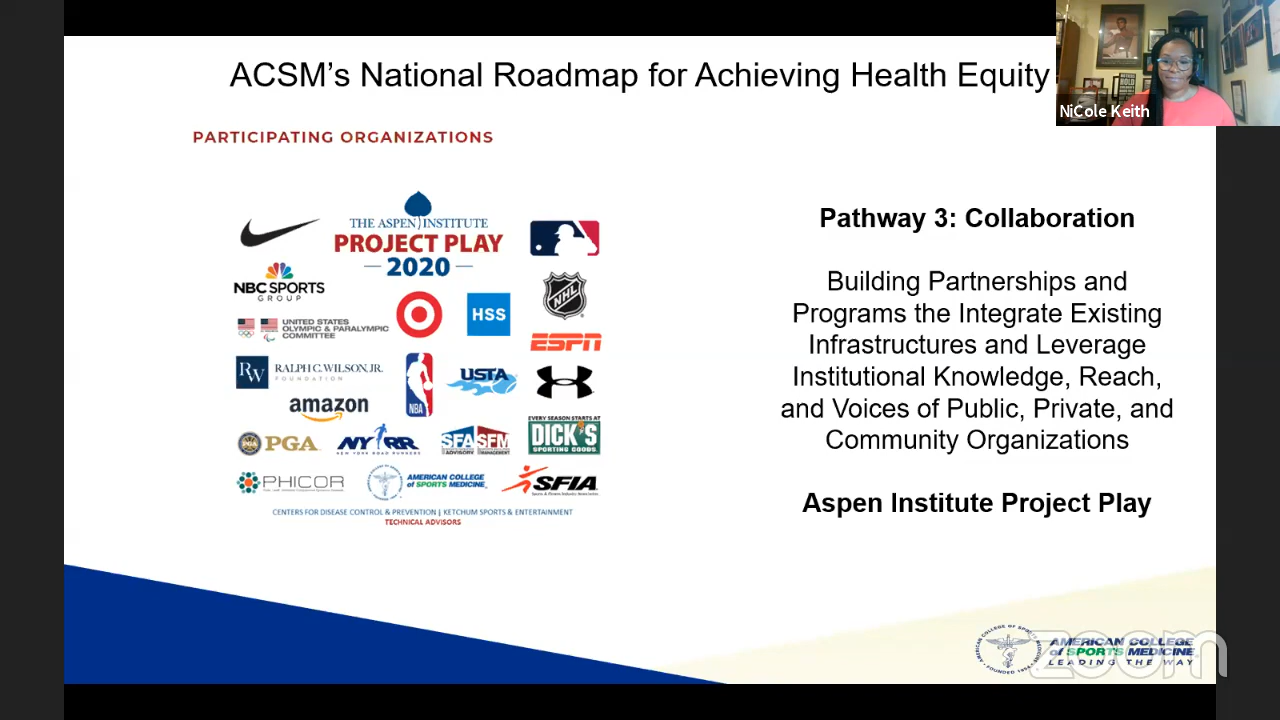 ACSM's National Roadmap for Achieving Health Equity
NiCole Keith
PARTICIPATING ORGANIZATIONS
THE ASPEN INSTITUTE
PROJECT PLAY
2020
NBC SPORTS
GROUP
NHL
UNITED STATES
OLYMPIC & PARALYMPIC
COMMITTEE
HSS
ESPN
RW
RALPH C. WILSON, JR.
FOUNDATION
NBA
USTA
amazon
PGA
NYRR
NEW YORK ROAD RUNNERS
SFA SFM
ADVISORY MANAGEMENT
EVERY SEASON STARTS AT
DICK'S
SPORTING GOODS
PHICOR
AMERICAN COLLEGE
of SPORTS MEDICINE
SFIA
Sports & Fitness Industry Association
CENTERS FOR DISEASE CONTROL & PREVENTION | KETCHUM SPORTS & ENTERTAINMENT
TECHNICAL ADVISORS
Pathway 3: Collaboration
Building Partnerships and
Programs the Integrate Existing
Infrastructures and Leverage
Institutional Knowledge, Reach,
and Voices of Public, Private, and
Community Organizations
Aspen Institute Project Play
AMERICAN COLLEGE
of SPORTS MEDICINE
LEADING THE WAY
zoom